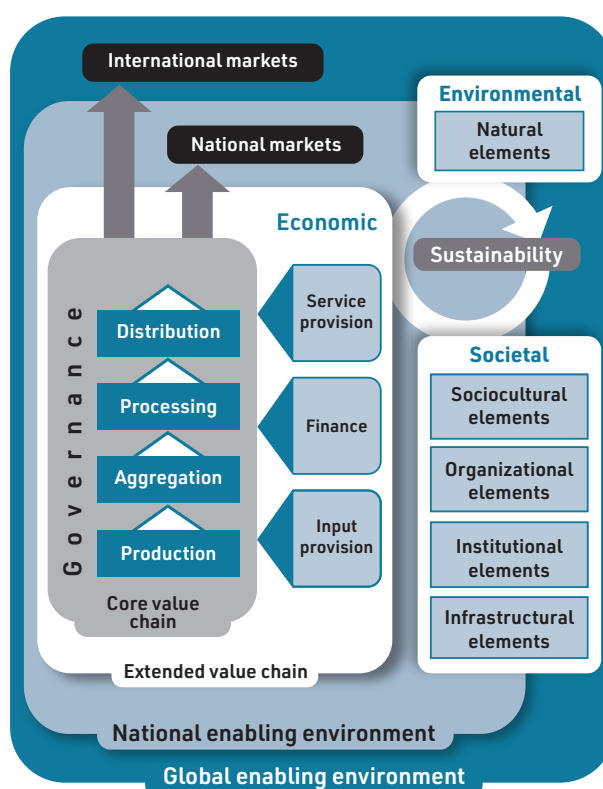 International markets
National markets
Environmental
Natural
elements
Economic
Sustainability
Governance
Distribution
Processing
Aggregation
Production
Core value
chain
Service
provision
Finance
Input
provision
Societal
Sociocultural
elements
Organizational
elements
Institutional
elements
Infrastructural
elements
Extended value chain
National enabling environment
Global enabling environment